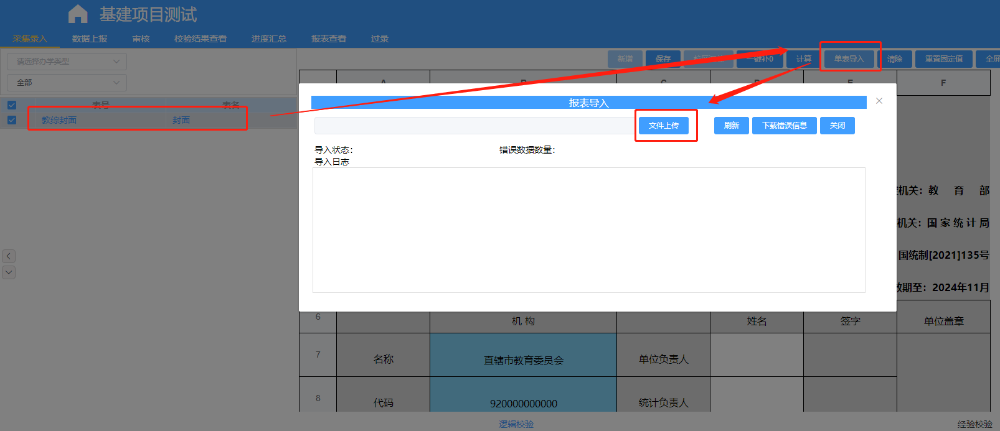 基建项目测试
采集录入 数据上报 审核 校验结果查看 进度汇总 报表查看 过录
请选择办学类型
新增 保存 一键补0 计算 单表导入 清除 重置固定值 全屏
全部
A B C D E F
表号 表名
教综封面 封面
报表导入
文件上传 刷新 下载错误信息 关闭
导入状态： 错误数据数量：
导入日志
机关：教 育 部
机关：国家统计局
国统制[2021]135号
期至：2024年11月
6 机 构 姓名 签字 单位盖章
7 名称 直辖市教育委员会 单位负责人
8 代码 920000000000 统计负责人
逻辑校验 经验校验